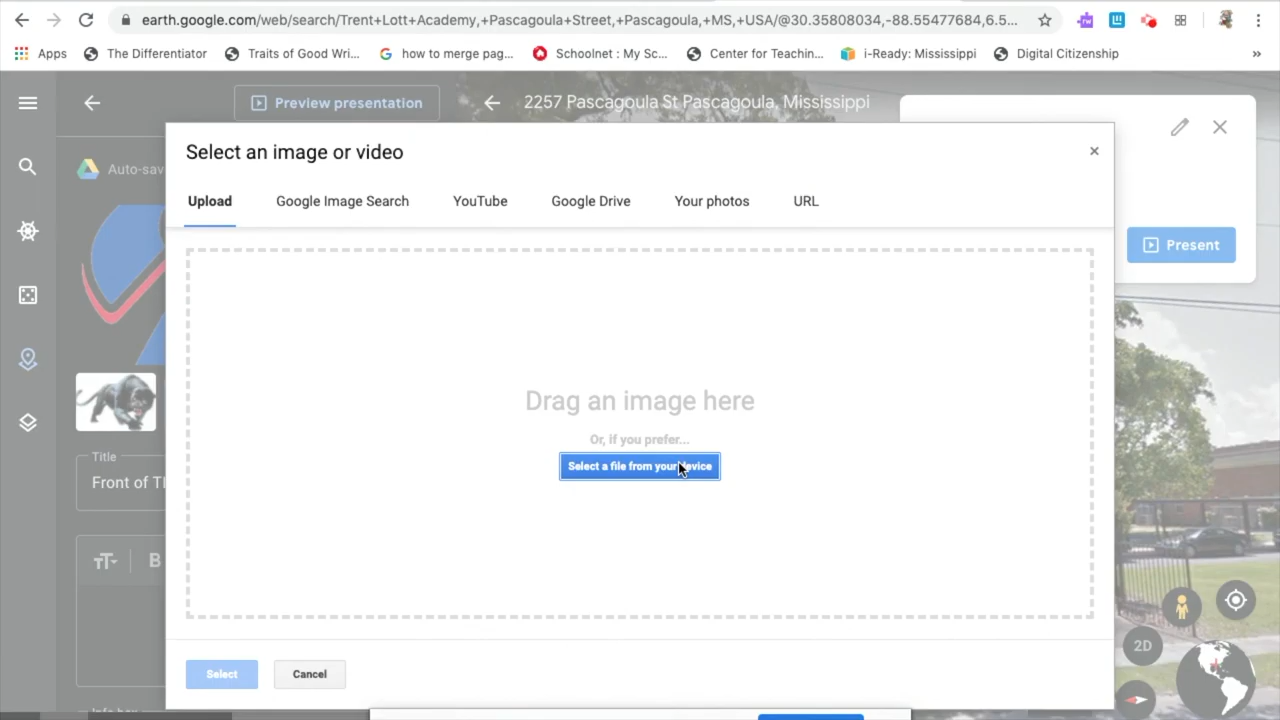 earth.google.com/web/search/Trent+Lott+Academy,+Pascagoula+Street,+Pascagoula,+MS,+USA/@30.35808034,-88.55477684,6.5...
Apps The Differentiator Traits of Good Wri... how to merge pag... Schoolnet : My Sc... Center for Teachin... i-Ready: Mississippi Digital Citizenship »
Preview presentation
2257 Pascagoula St Pascagoula, Mississippi
Select an image or video
Auto-sav
Upload Google Image Search YouTube Google Drive Your photos URL
Present
Drag an image here
Or, if you prefer...
Select a file from your device
Title
Front of Tl
B
2D
Select Cancel
Info box